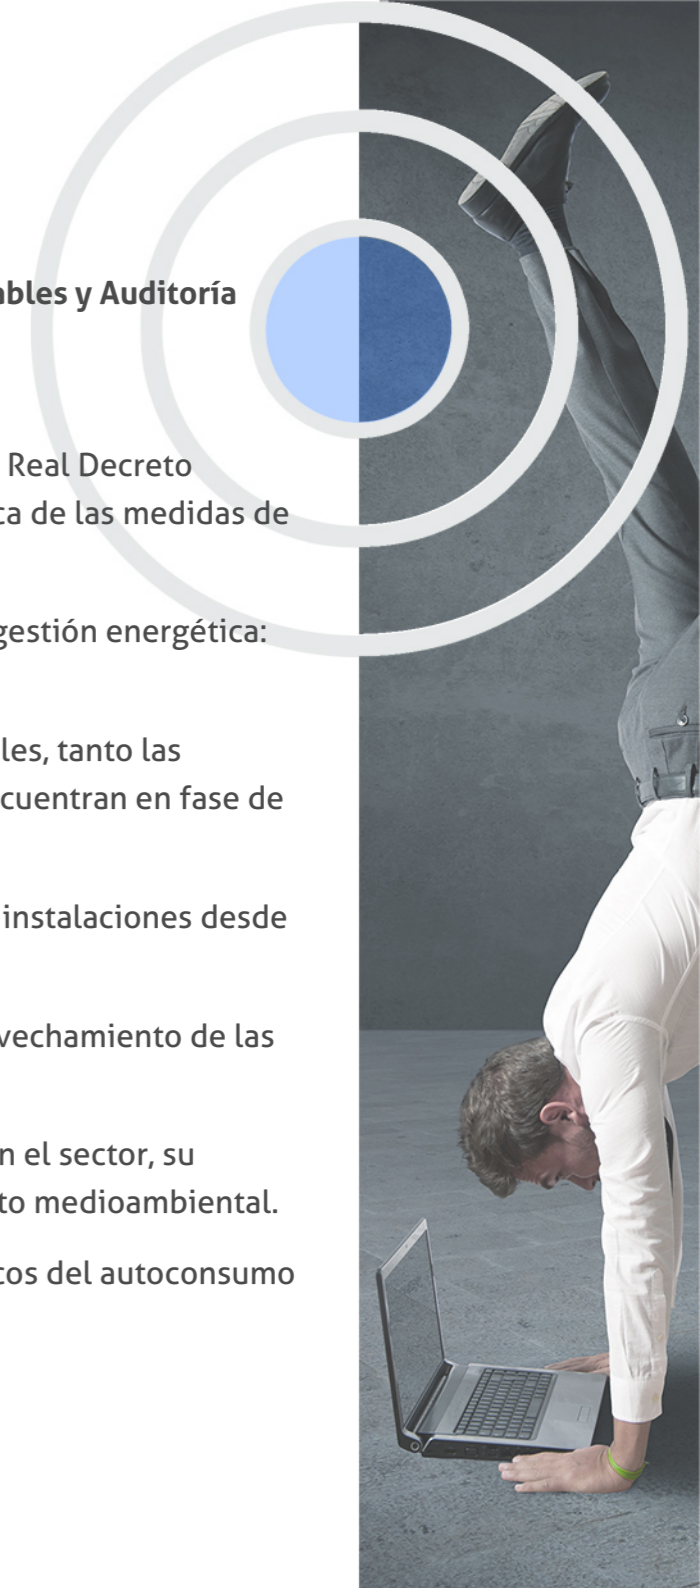 ables y Auditoría
Real Decreto
ca de las medidas de
gestión energética:
les, tanto las
cuentran en fase de
instalaciones desde
vechamiento de las
n el sector, su
to medioambiental.
cos del autoconsumo